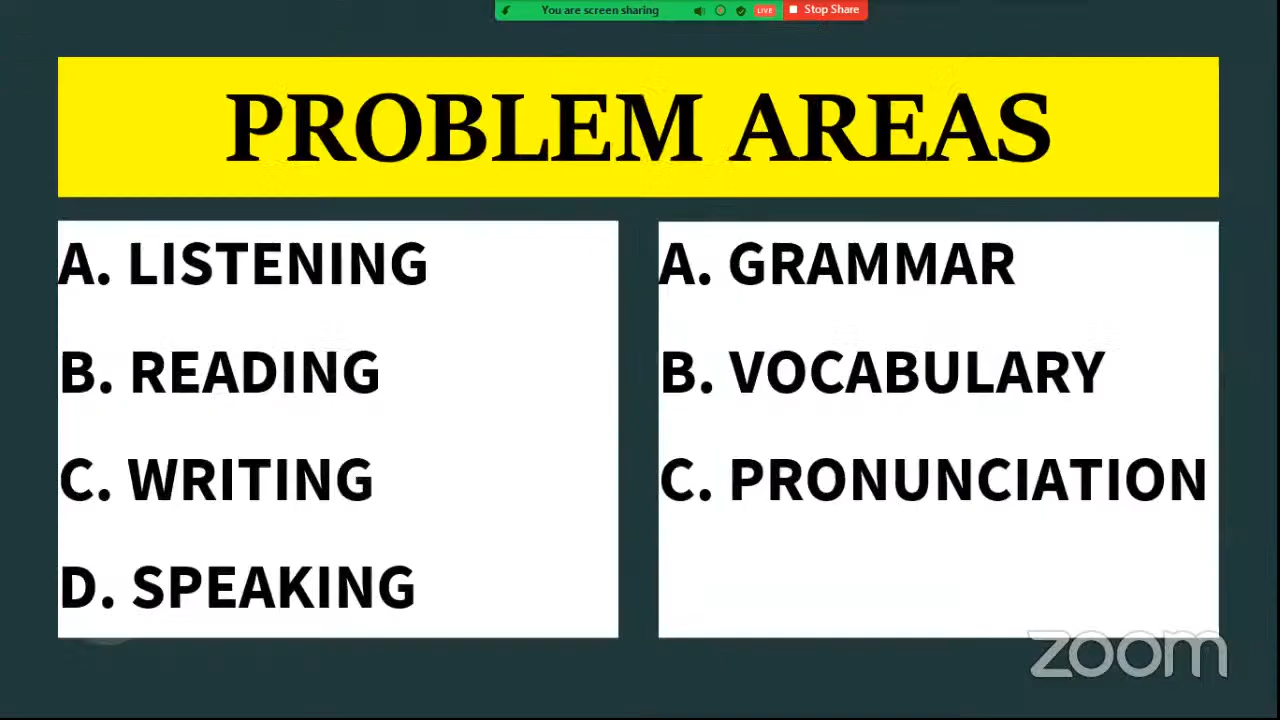 You are screen sharing LIVE Stop Share
PROBLEM AREAS
A. LISTENING
B. READING
C. WRITING
D. SPEAKING
A. GRAMMAR
B. VOCABULARY
C. PRONUNCIATION
zoom